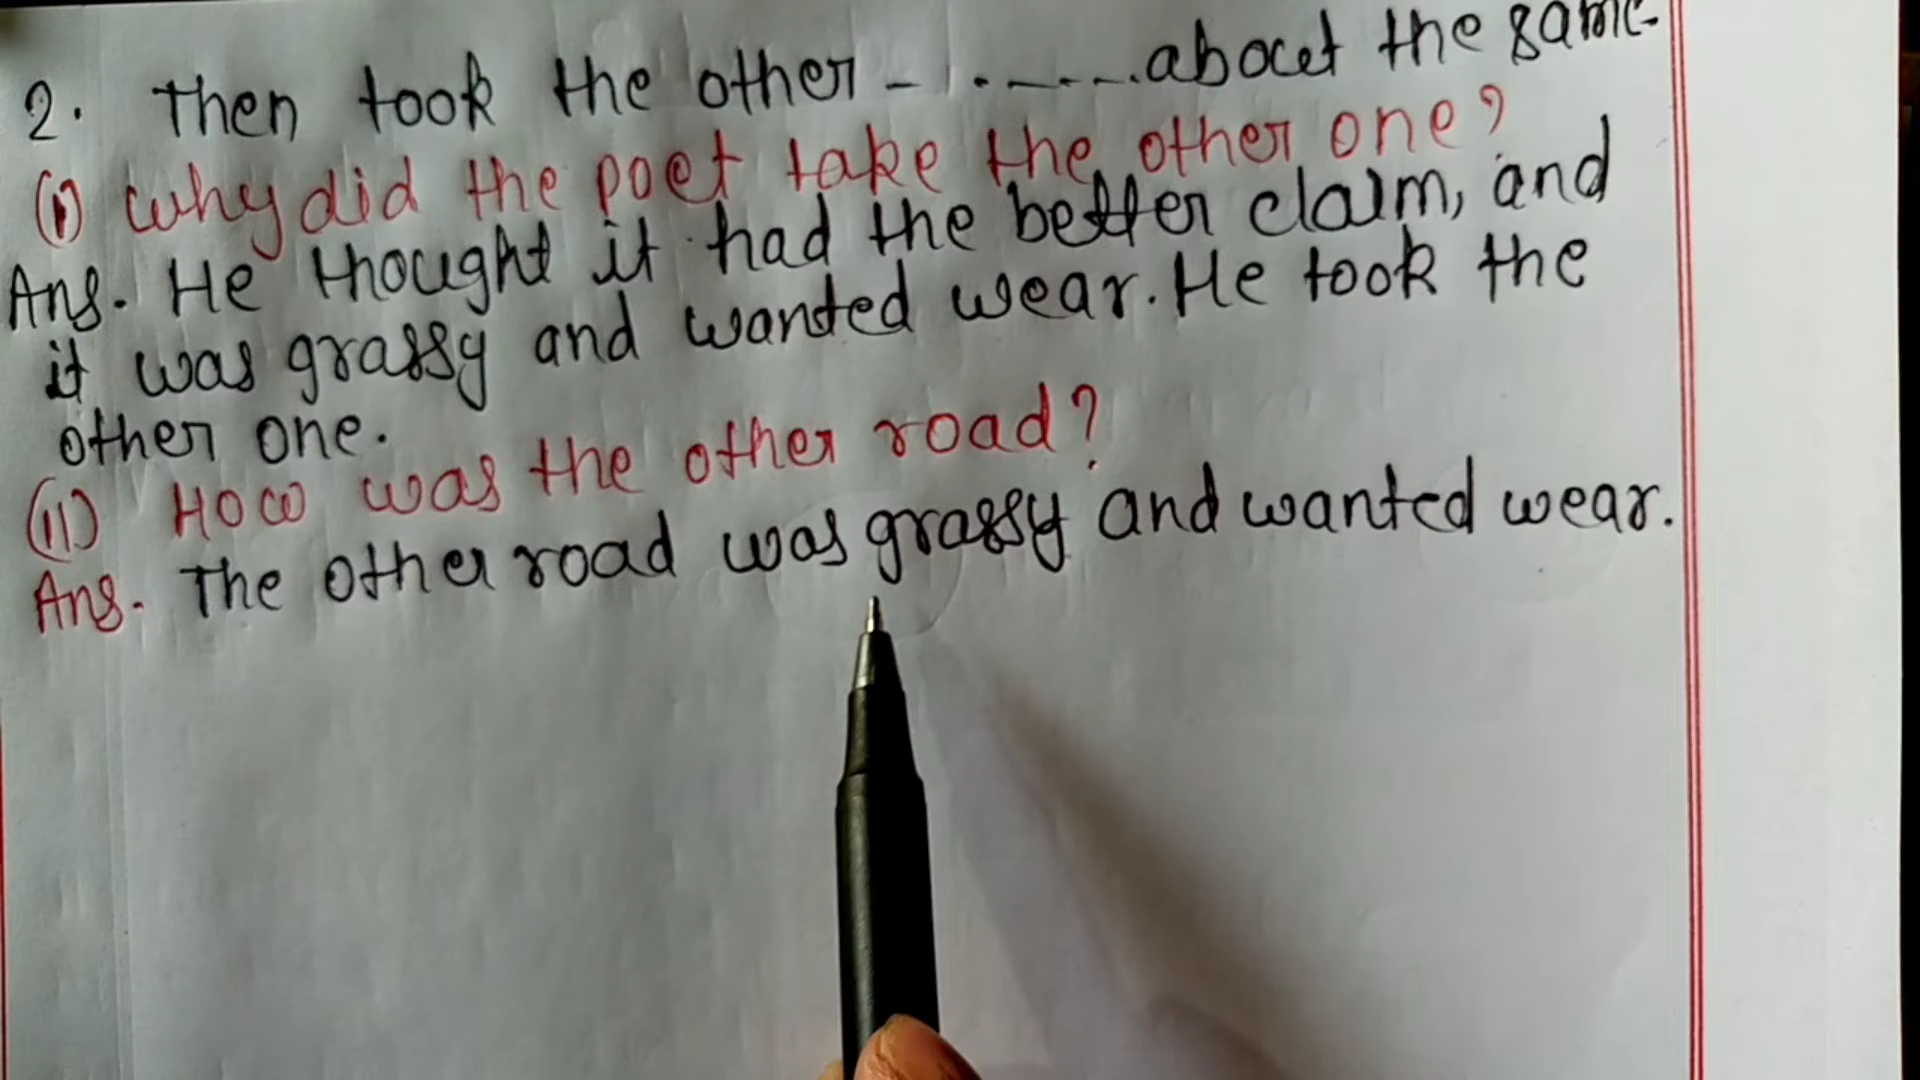 2. Then took the other - . - - - - . about the same.
(i) Why did the poet take the other one?
Ans. He thought it had the better claim, and
it was grassy and wanted wear. He took the
other one.
(ii) How was the other road?
Ans. The other road was grassy and wanted wear.